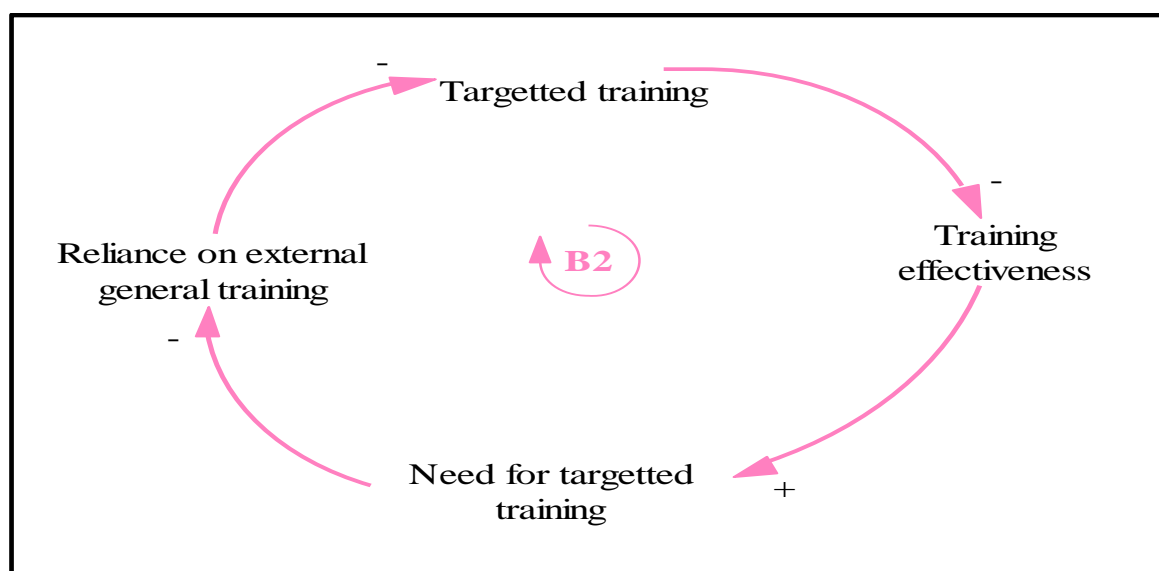 -
Targetted training
-
Training
effectiveness
B2
Reliance on external
general training
-
Need for targetted
training
+